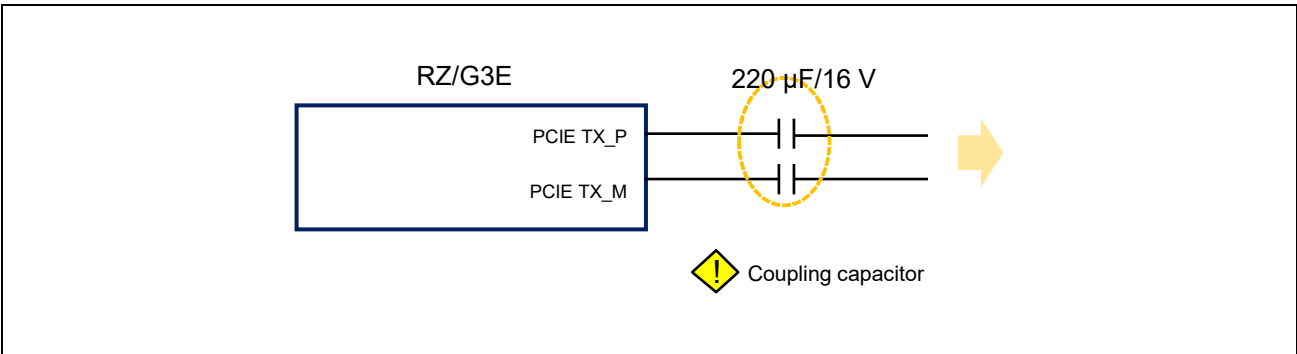 RZ/G3E
220 µF/16 V
PCIE TX_P
PCIE TX_M
! Coupling capacitor